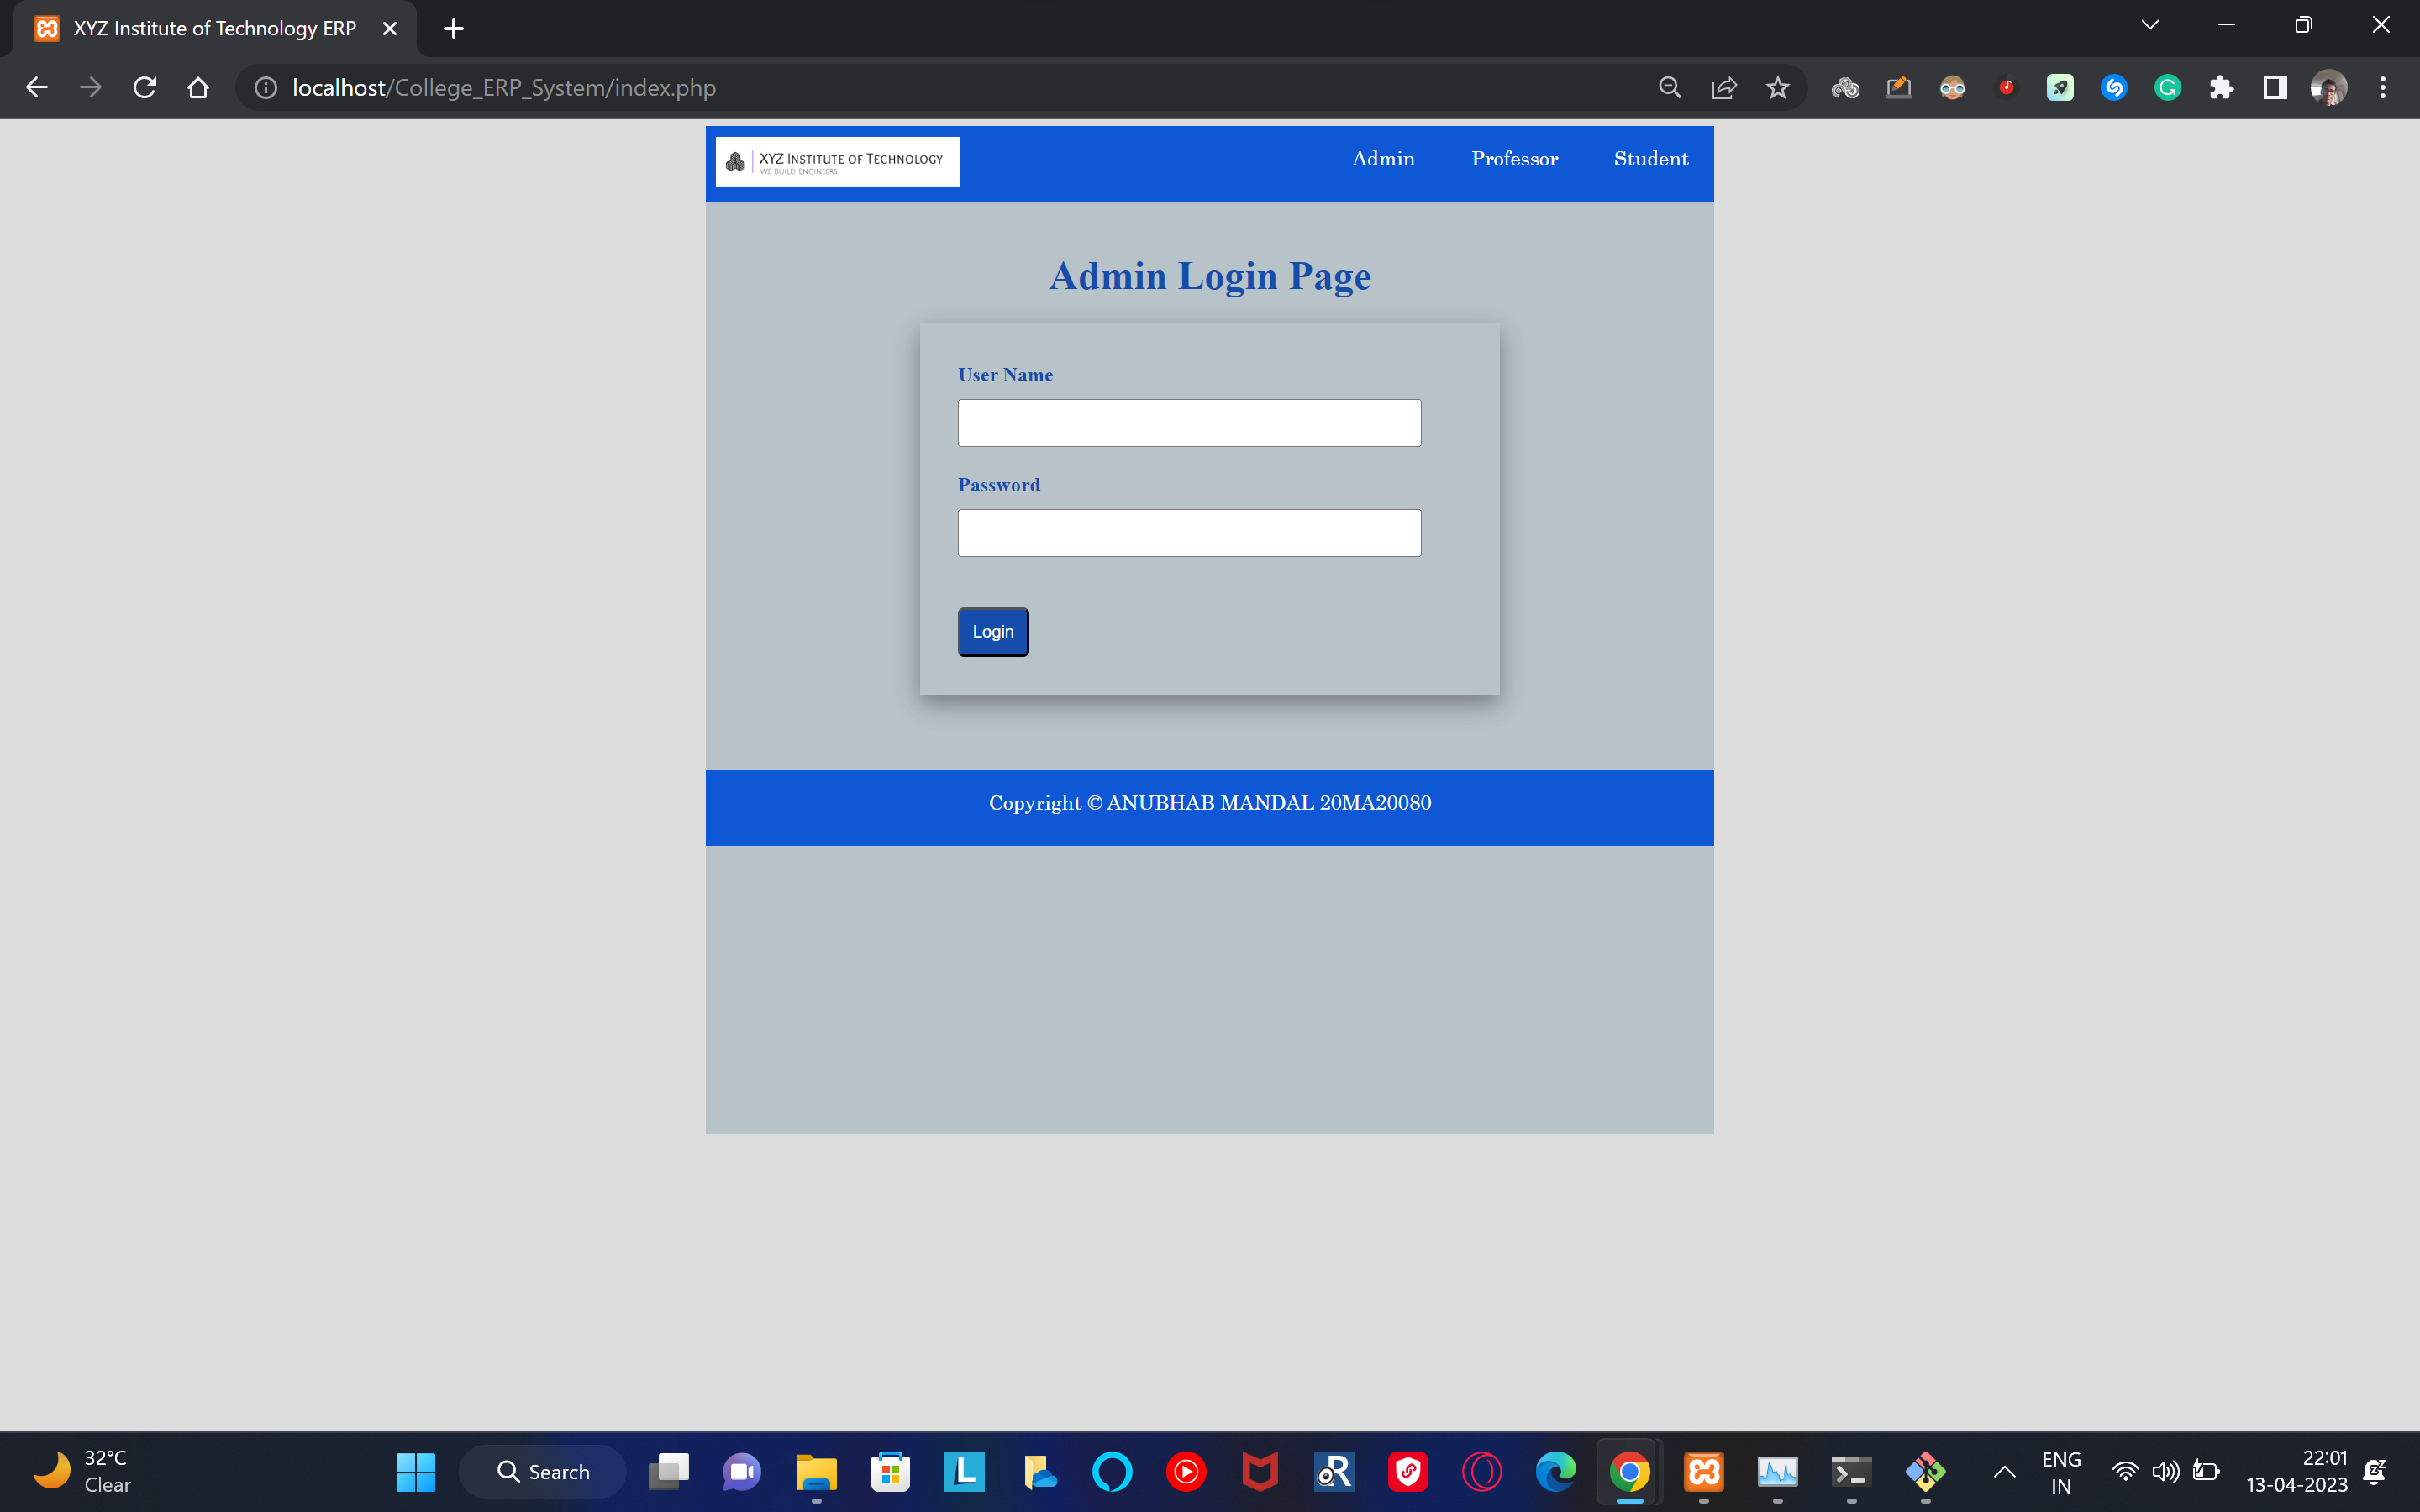 XYZ Institute of Technology ERP
localhost/College_ERP_System/index.php
XYZ INSTITUTE OF TECHNOLOGY
WE BUILD ENGINEERS
Admin Professor Student
Admin Login Page
User Name
Password
Login
Copyright © ANUBHAB MANDAL 20MA20080
32°C
Clear
Search
ENG
IN
22:01
13-04-2023